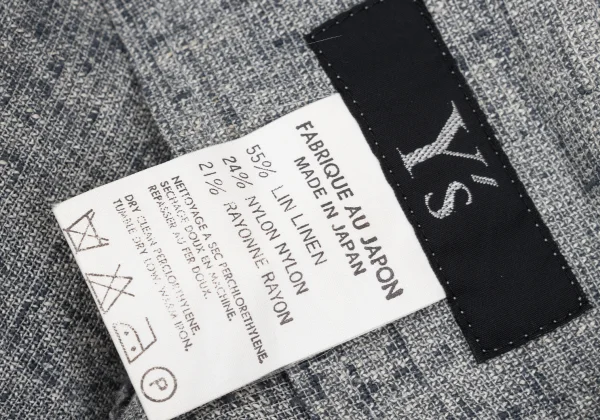 Y's
FABRIQUE AU JAPON
MADE IN JAPAN
55% LIN LINEN
24% NYLON NYLON
21% RAYONNE RAYON
NETTOYAGE A SEC PERCHLORETHYLENE.
SECHAGE DOUX EN MACHINE.
REPASSER AU FER DOUX.
DRY CLEAN PERCLORETHYLENE.
TUMBLE DRY LOW. WARM IRON.
P